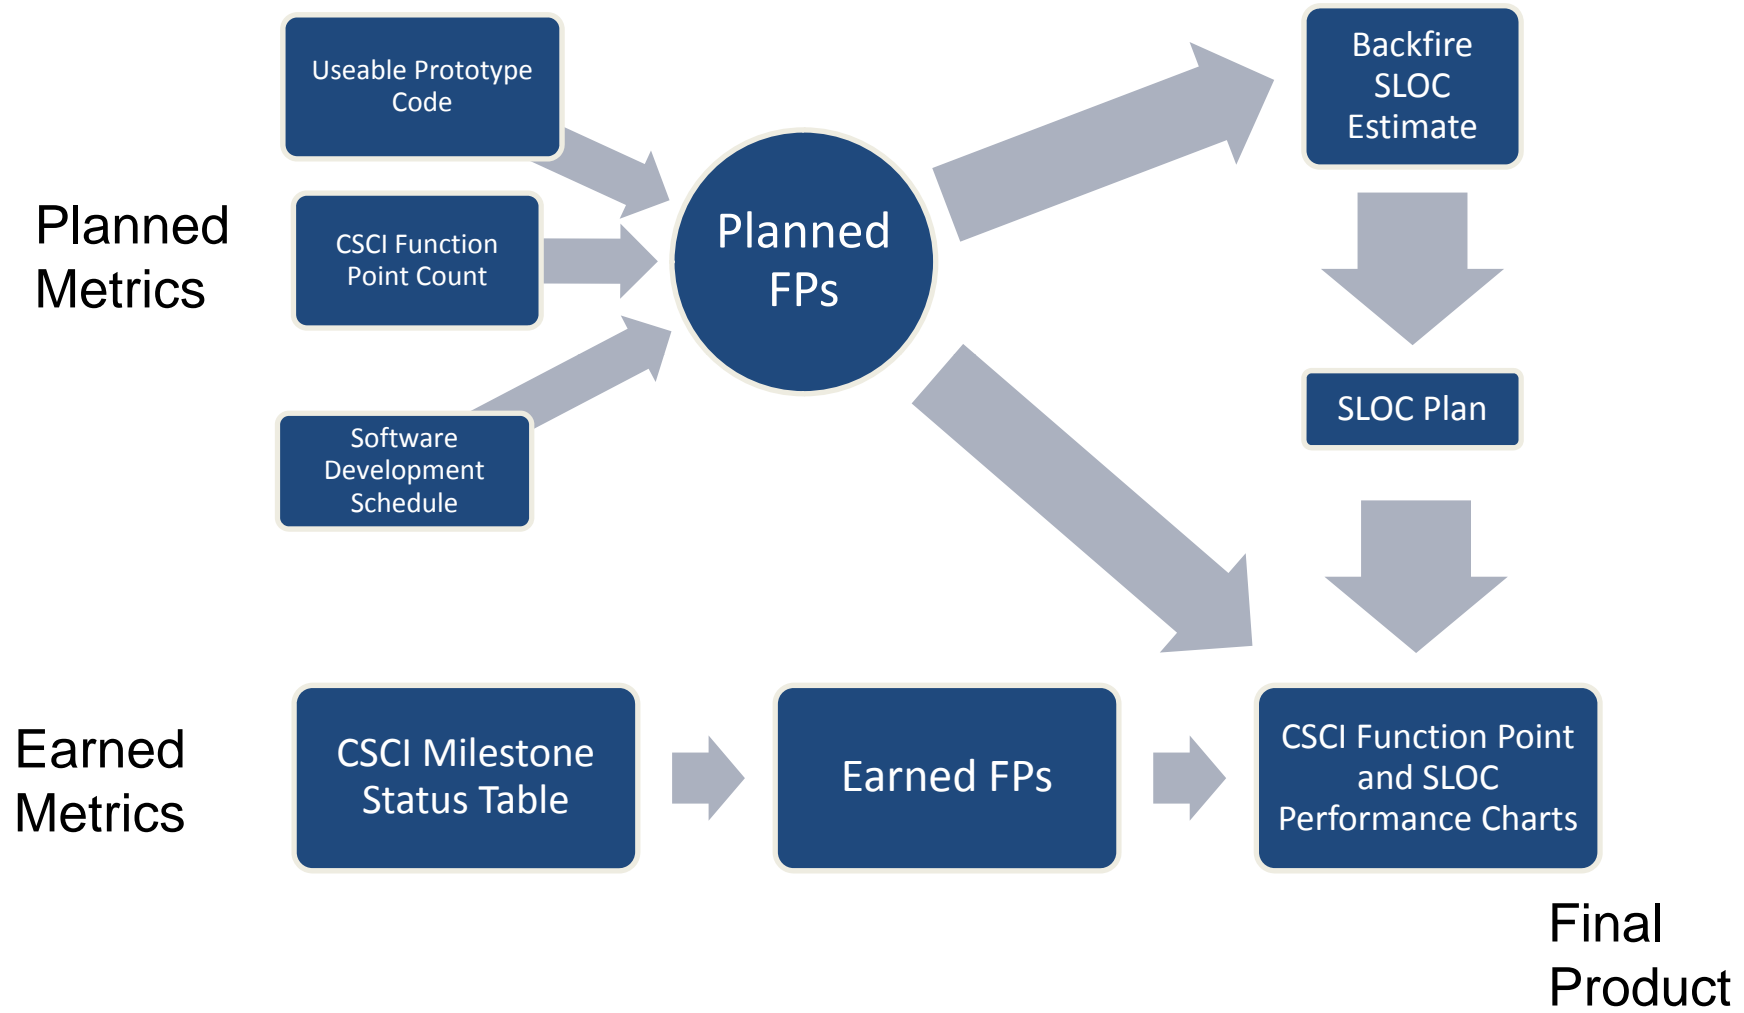 Planned
Metrics
Useable Prototype
Code
CSCI Function
Point Count
Software
Development
Schedule
Planned
FPs
Backfire
SLOC
Estimate
SLOC Plan
Earned
Metrics
CSCI Milestone
Status Table
Earned FPs
CSCI Function Point
and SLOC
Performance Charts
Final
Product